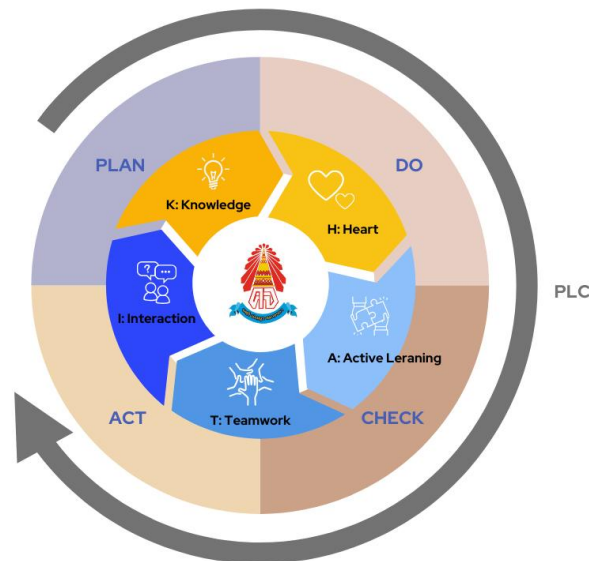 PLAN
DO
K: Knowledge
H: Heart
PLC
I: Interaction
A: Active Leraning
T: Teamwork
ACT
CHECK